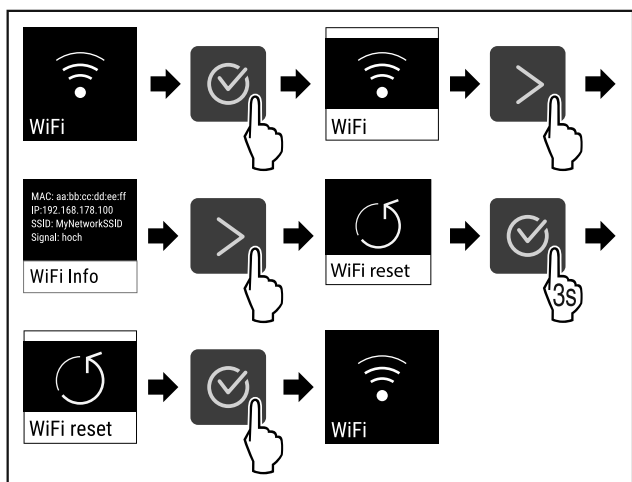 WiFi
WiFi
MAC: aa:bb:cc:dd:ee:ff
IP:192.168.178.100
SSID: MyNetworkSSID
Signal: hoch
WiFi Info
WiFi reset
3s
WiFi reset
WiFi